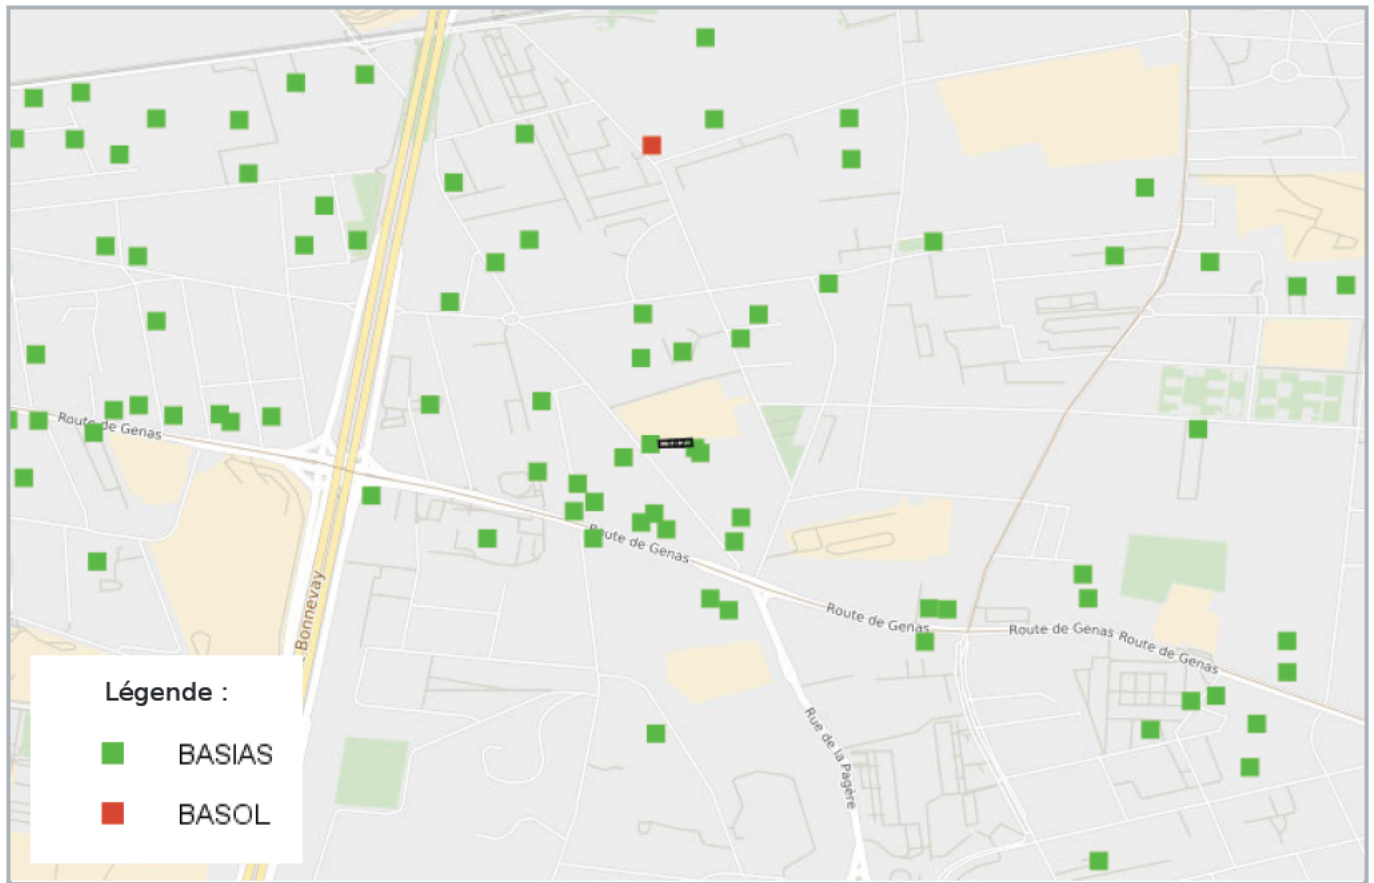 Route de Genas
Route de Genas
Bonnevay
Route de Genas
Route de Genas
Route de Genas
Rue de la Pagère
Légende :
BASIAS
BASOL